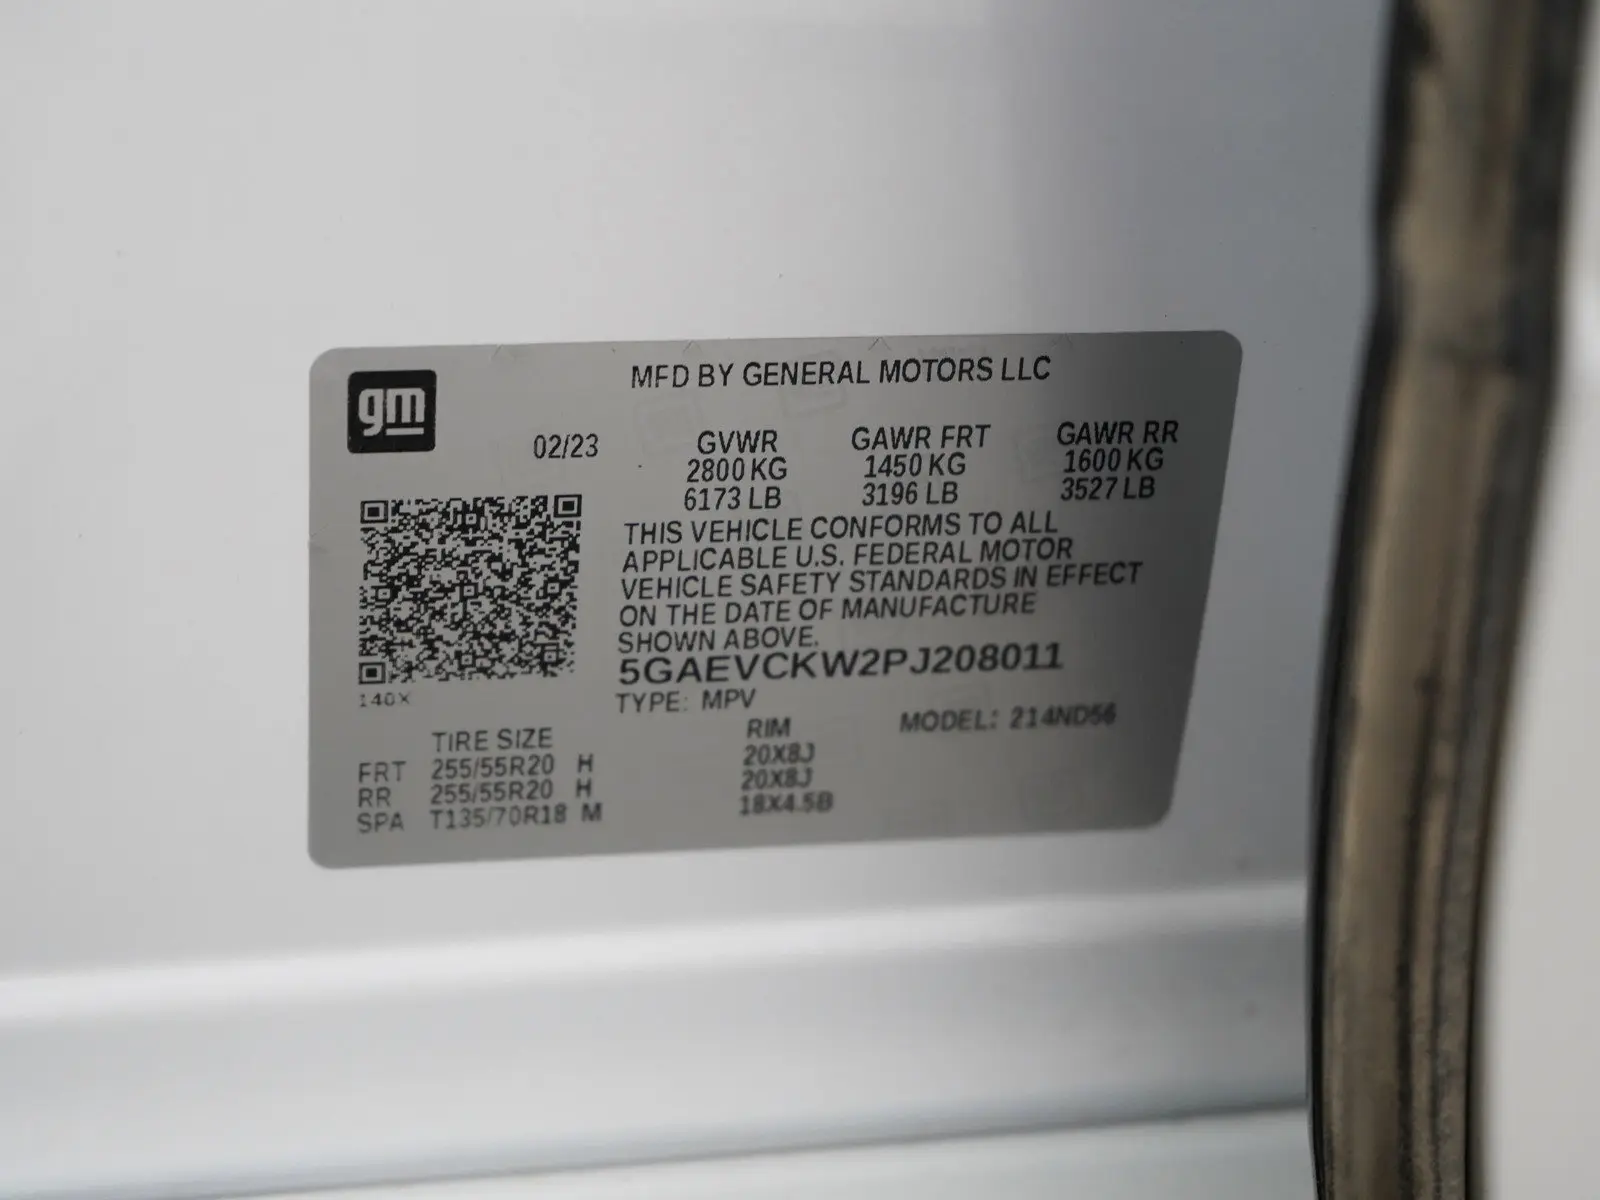 gm
MFD BY GENERAL MOTORS LLC
02/23
GVWR GAWR FRT GAWR RR
2800 KG 1450 KG 1600 KG
6173 LB 3196 LB 3527 LB
THIS VEHICLE CONFORMS TO ALL
APPLICABLE U.S. FEDERAL MOTOR
VEHICLE SAFETY STANDARDS IN EFFECT
ON THE DATE OF MANUFACTURE
SHOWN ABOVE.
5GAEVCKW2PJ208011
140X
TYPE: MPV
MODEL: 214ND56
TIRE SIZE RIM
FRT 255/55R20 H 20X8J
RR 255/55R20 H 20X8J
SPA T135/70R18 M 18X4.5B